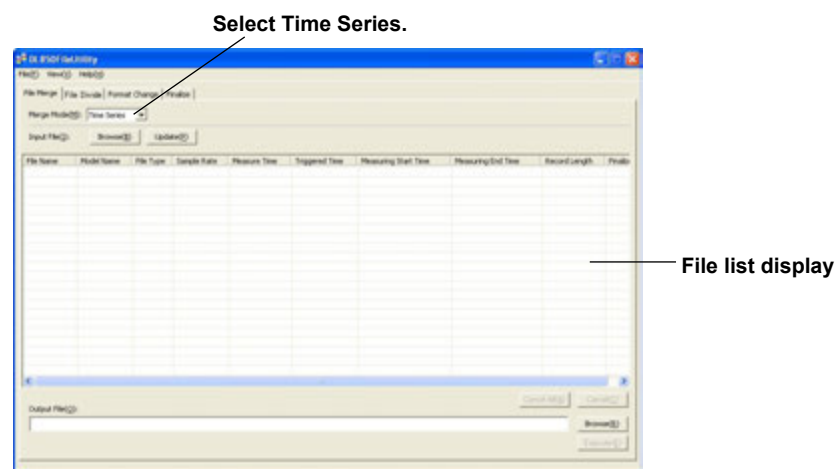 Select Time Series.
DL850FileUtility
File(F) View(V) Help(H)
File Merge File Divide Format Change Finalize
Merge Mode(M): Time Series
Input File(I): Browse(B) Update(P)
File Name Model Name File Type Sample Rate Measure Time Triggered Time Measuring Start Time Measuring End Time Record Length Finalize
File list display
Output File(O):
Browse(R)